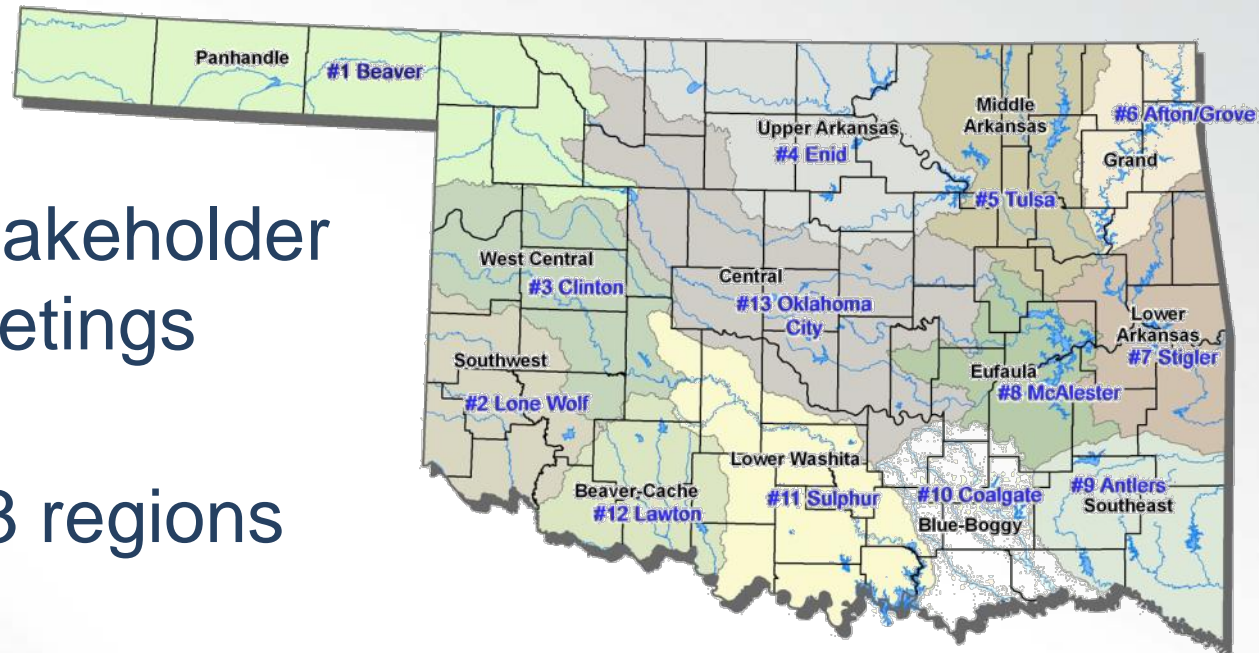 akeholder
etings
3 regions
Panhandle
#1 Beaver
Upper Arkansas
#4 Enid
Middle
Arkansas
#5 Tulsa
#6 Afton/Grove
Grand
West Central
#3 Clinton
Central
#13 Oklahoma
City
Lower
Arkansas
#7 Stigler
Southwest
#2 Lone Wolf
Eufaula
#8 McAlester
Beaver-Cache
#12 Lawton
Lower Washita
#11 Sulphur
#10 Coalgate
Blue-Boggy
#9 Antlers
Southeast